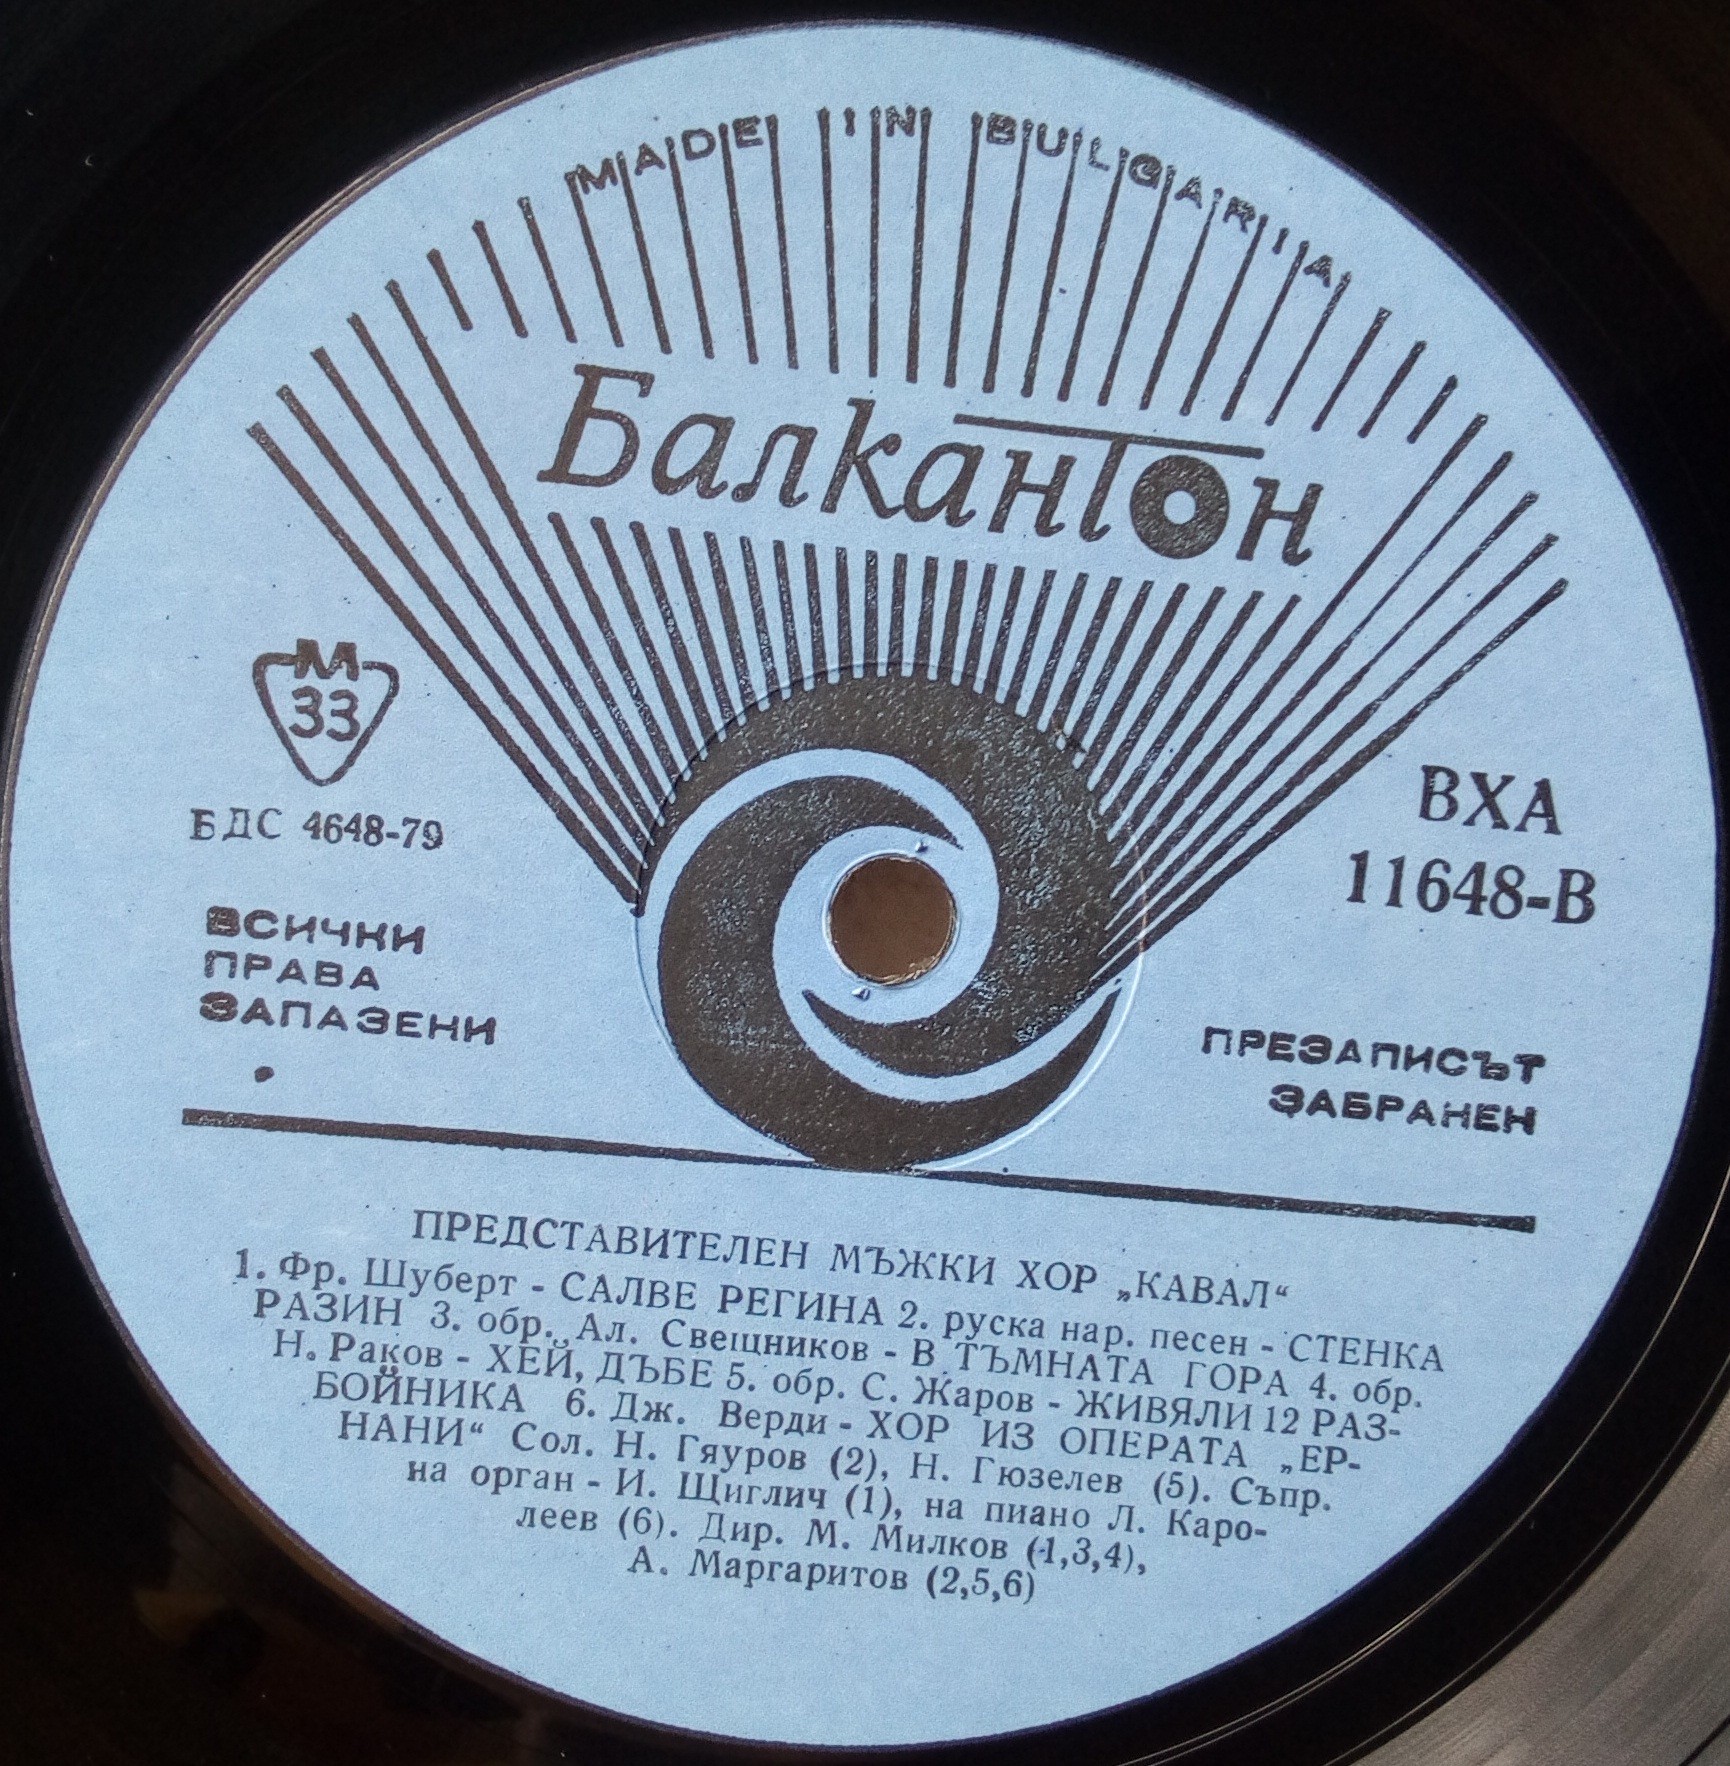 MADE IN BULGARIA
Балкантон
М
33
БДС 4648-79
ВСИЧКИ
ПРАВА
ЗАПАЗЕНИ
ВХА
11648-В
ПРЕЗАПИСЪТ
ЗАБРАНЕН
ПРЕДСТАВИТЕЛЕН МЪЖКИ ХОР „КАВАЛ“
1. Фр. Шуберт - САЛВЕ РЕГИНА 2. руска нар. песен - СТЕНКА
РАЗИН 3. обр. Ал. Свещников - В ТЪМНАТА ГОРА 4. обр.
Н. Раков - ХЕЙ, ДЪБЕ 5. обр. С. Жаров - ЖИВЯЛИ 12 РАЗ-
БОЙНИКА 6. Дж. Верди - ХОР ИЗ ОПЕРАТА „ЕР-
НАНИ“ Сол. Н. Гяуров (2), Н. Гюзелев (5). Съпр.
на орган - И. Щиглич (1), на пиано Л. Каро-
леев (6). Дир. М. Милков (1,3,4),
А. Маргаритов (2,5,6)